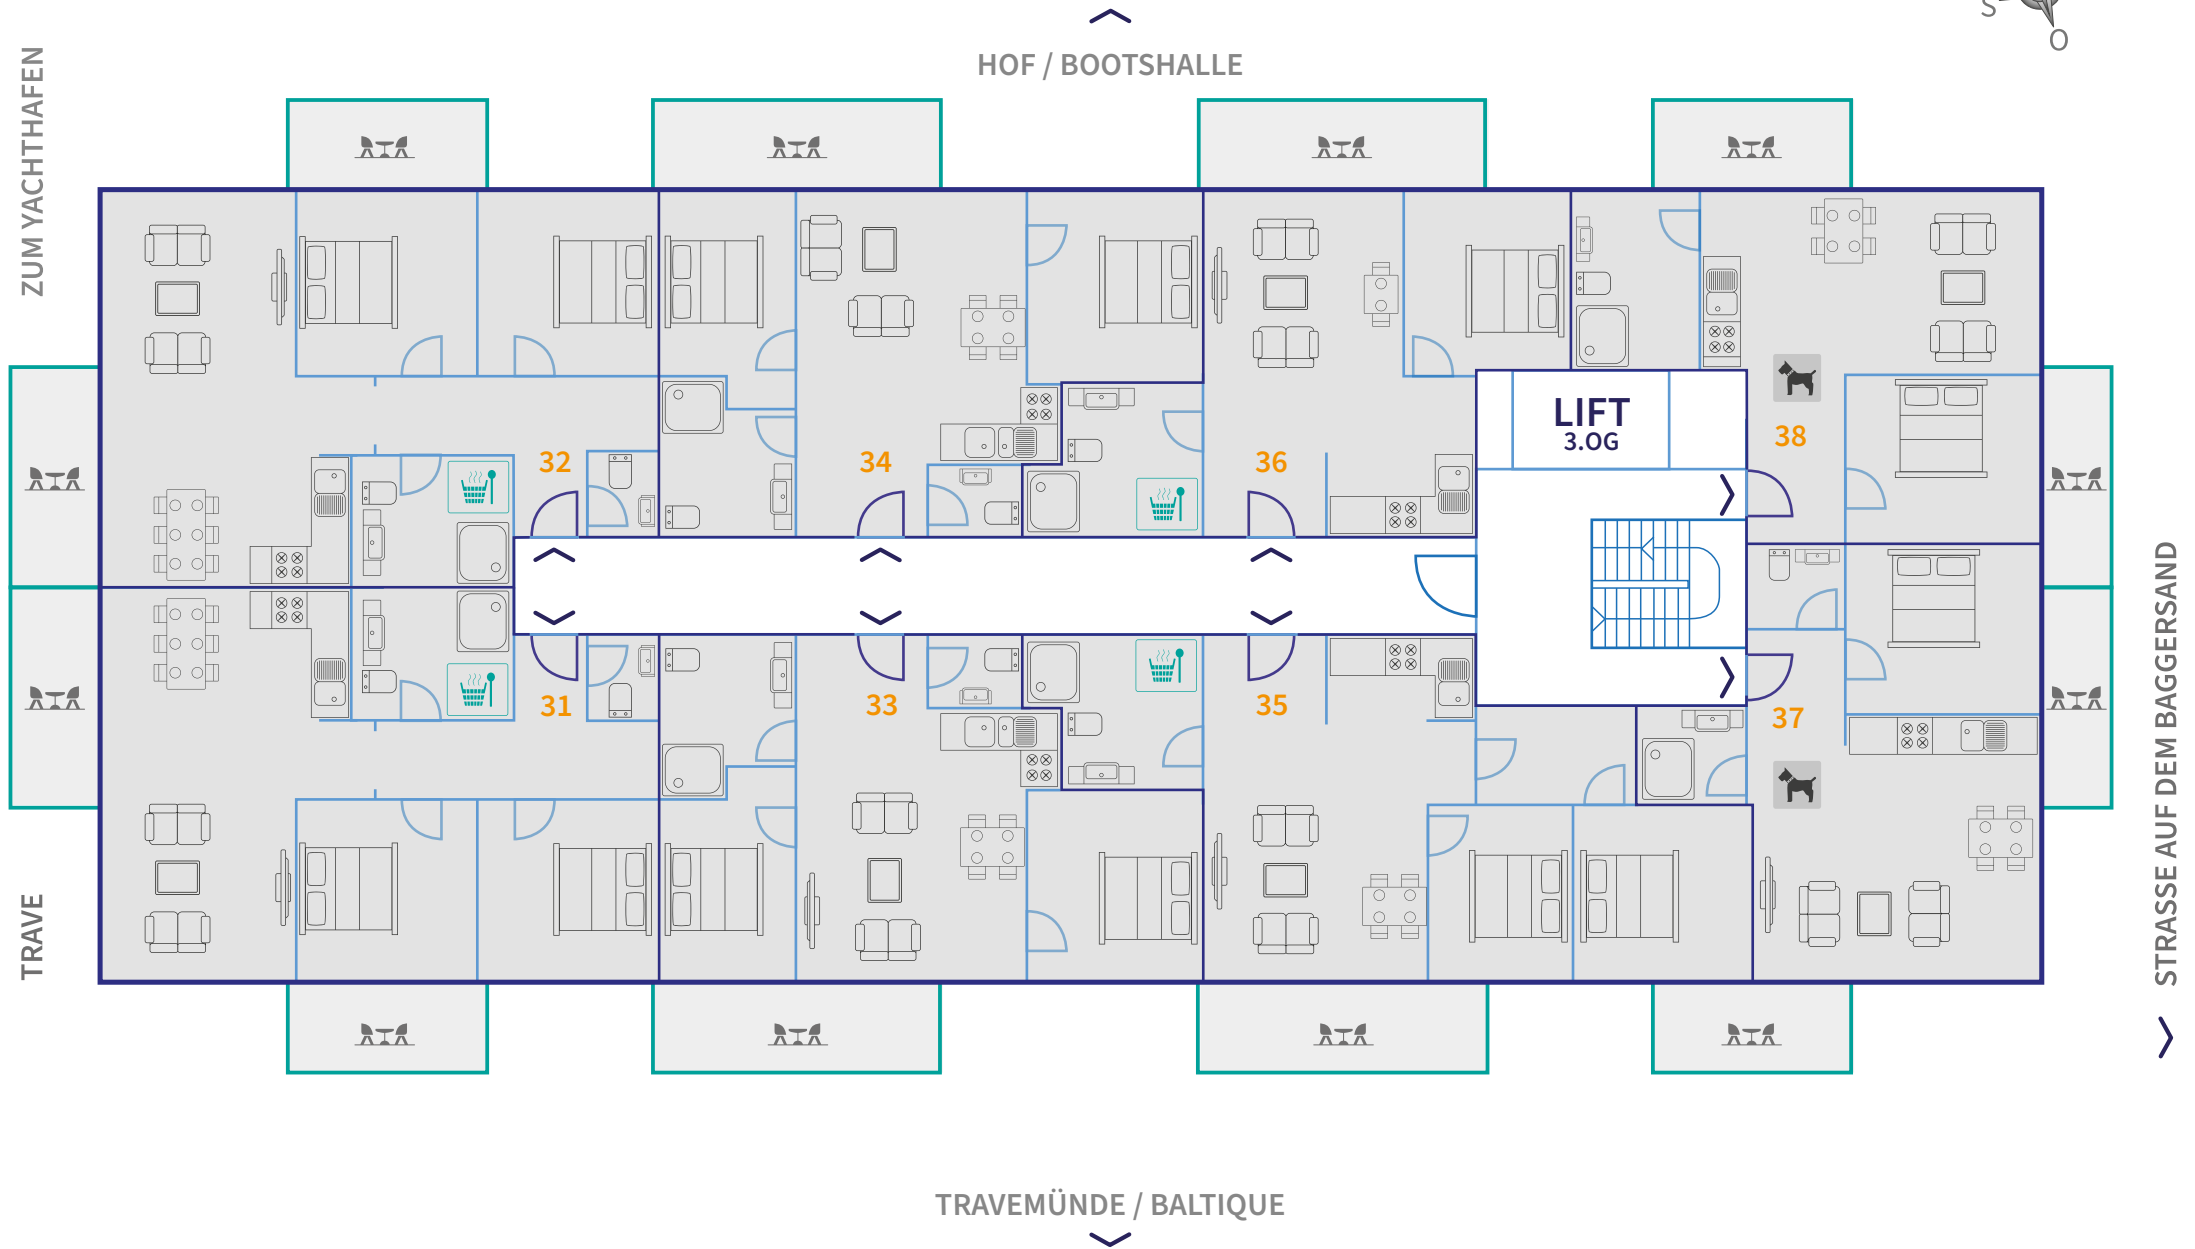 S
O
HOF / BOOTSHALLE
ZUM YACHTHAFEN
LIFT
3.OG
32
34
36
38
31
33
35
37
TRAVE
STRASSE AUF DEM BAGGERSAND
TRAVEMÜNDE / BALTIQUE